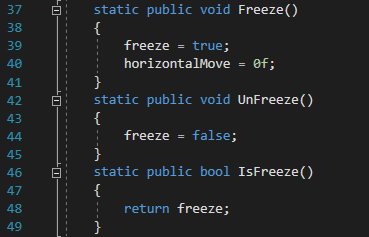 37 static public void Freeze()
38 {
39 freeze = true;
40 horizontalMove = 0f;
41 }
42 static public void UnFreeze()
43 {
44 freeze = false;
45 }
46 static public bool IsFreeze()
47 {
48 return freeze;
49 }